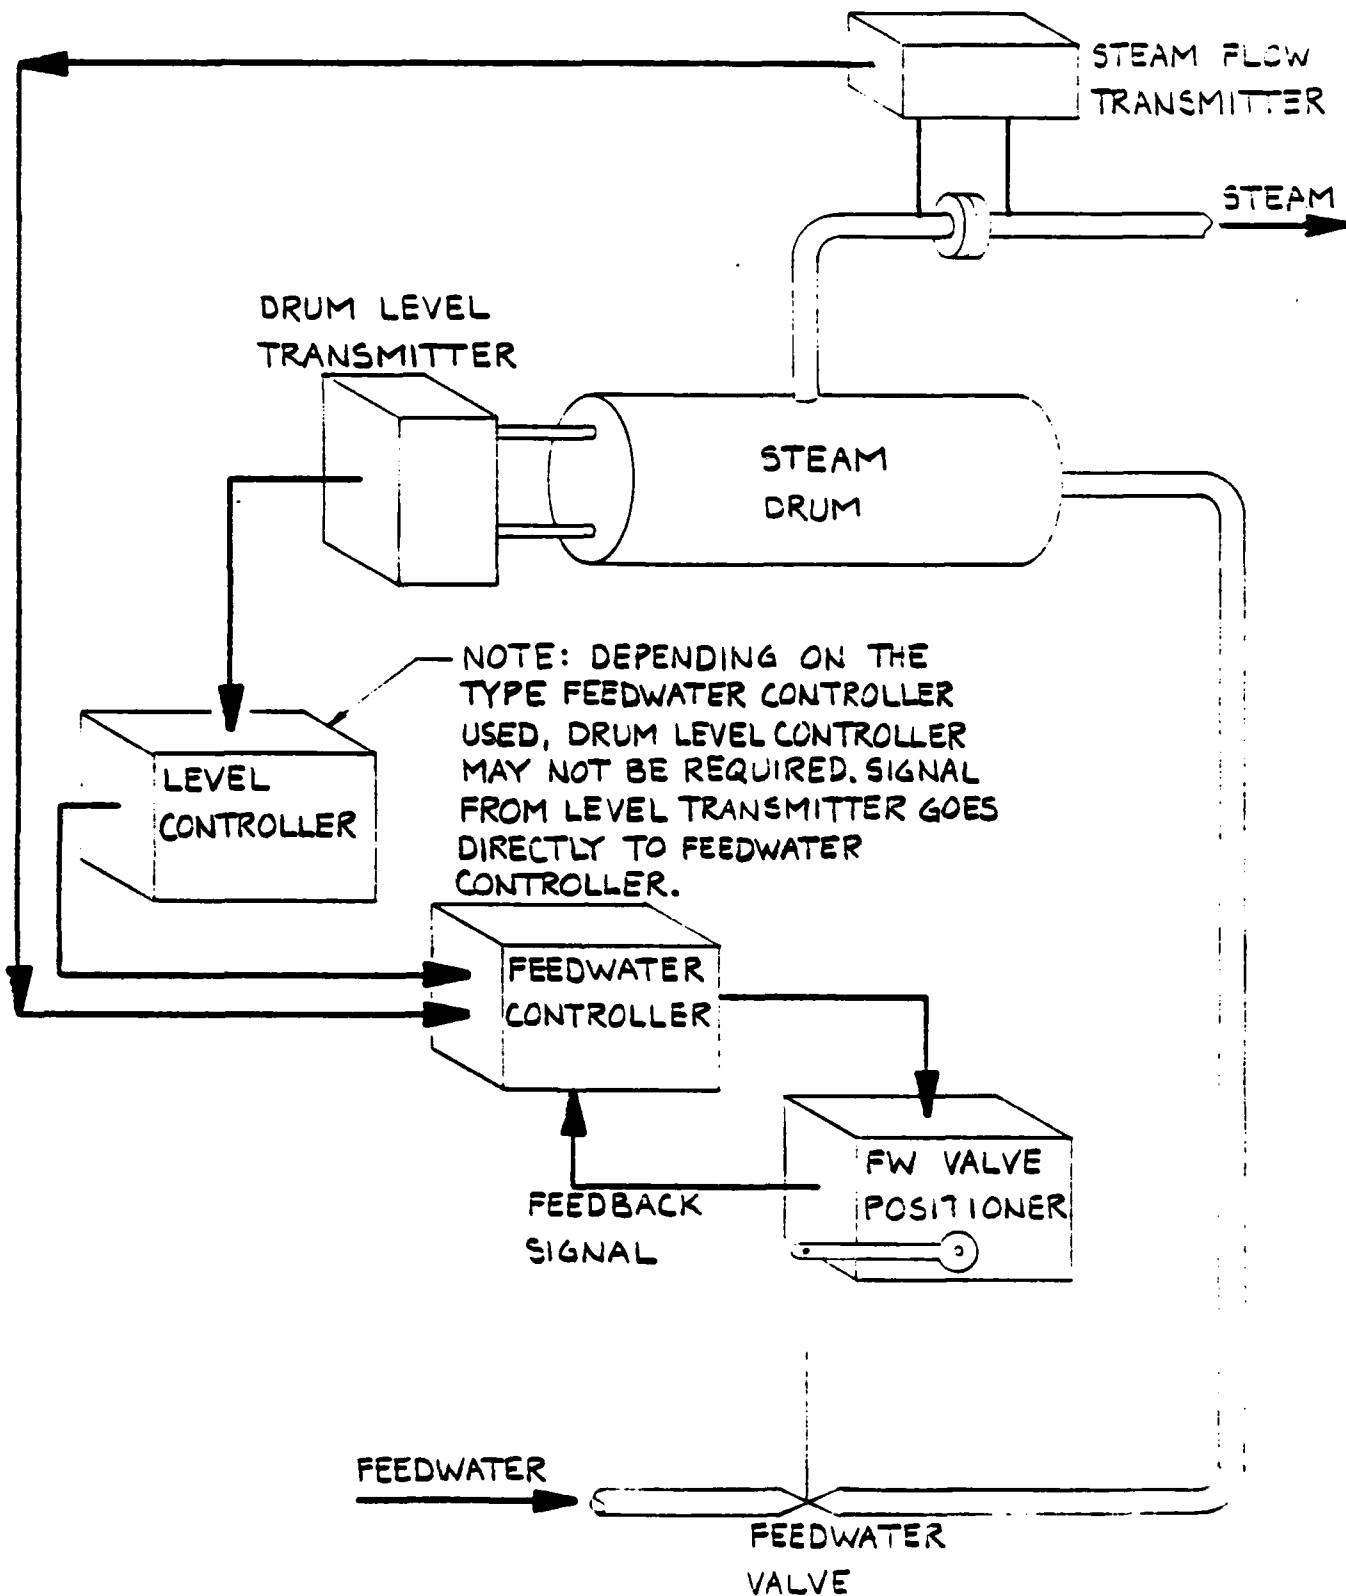 STEAM FLOW
TRANSMITTER
STEAM
DRUM LEVEL
TRANSMITTER
STEAM
DRUM
NOTE: DEPENDING ON THE
TYPE FEEDWATER CONTROLLER
USED, DRUM LEVEL CONTROLLER
MAY NOT BE REQUIRED. SIGNAL
FROM LEVEL TRANSMITTER GOES
DIRECTLY TO FEEDWATER
CONTROLLER.
LEVEL
CONTROLLER
FEEDWATER
CONTROLLER
FW VALVE
POSITIONER
FEEDBACK
SIGNAL
FEEDWATER
FEEDWATER
VALVE